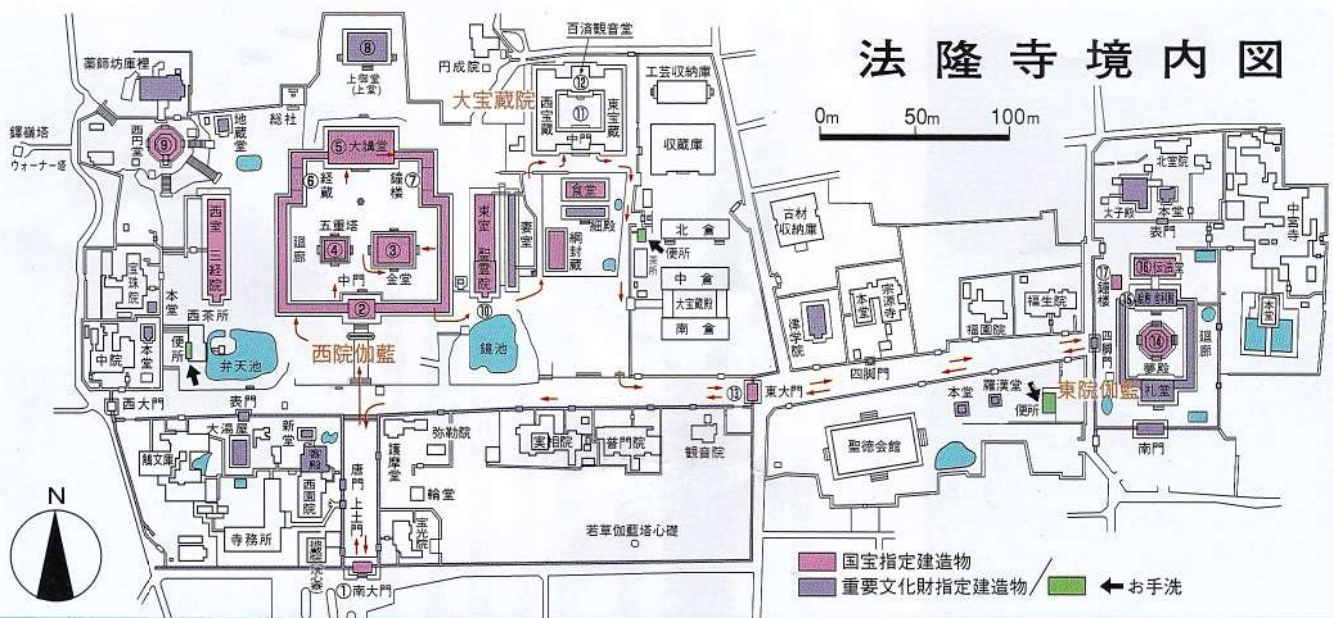 法隆寺境内図
0m 50m 100m
薬師坊庫裡
⑧
上御堂
(上堂)
円成院
百済観音堂
大宝蔵院
⑫
⑪
西宝蔵
東宝蔵
中門
工芸収納庫
収蔵庫
鐸嶺塔
ウォーナー塔
西円堂
⑨
地蔵堂
総社
⑤大講堂
⑥経蔵
鐘楼⑦
五重塔
④
③
金堂
廻廊
中門
②
西室
三経院
東室
聖霊院
⑩
妻室
食堂
細殿
綱封蔵
便所
茶所
北倉
中倉
大宝蔵殿
南倉
古材
収納庫
律学院
本堂
宗源寺
福園院
福生院
北室院
太子殿
本堂
表門
中宮寺
本堂
⑰鐘楼
⑯伝法堂
⑮絵殿 舎利殿
⑭
夢殿
礼堂
廻廊
四脚門
東院伽藍
南門
宝珠院
本堂
中院
本堂
西茶所
便所
弁天池
西院伽藍
鏡池
西大門
表門
⑬
東大門
四脚門
本堂
羅漢堂
便所
聖徳会館
大湯屋
新堂
客殿
西園院
寺務所
唐門
上土門
護摩堂
弥勒院
輪堂
宝光院
実相院
普門院
観音院
若草伽藍塔心礎
①南大門
N
国宝指定建造物
重要文化財指定建造物/ ←お手洗